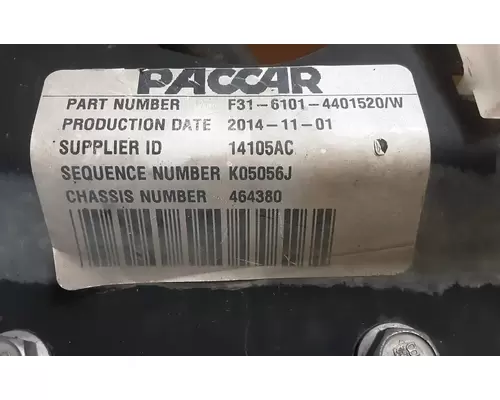 PACCAR
PART NUMBER F31-6101-4401520/W
PRODUCTION DATE 2014-11-01
SUPPLIER ID 14105AC
SEQUENCE NUMBER K05056J
CHASSIS NUMBER 464380